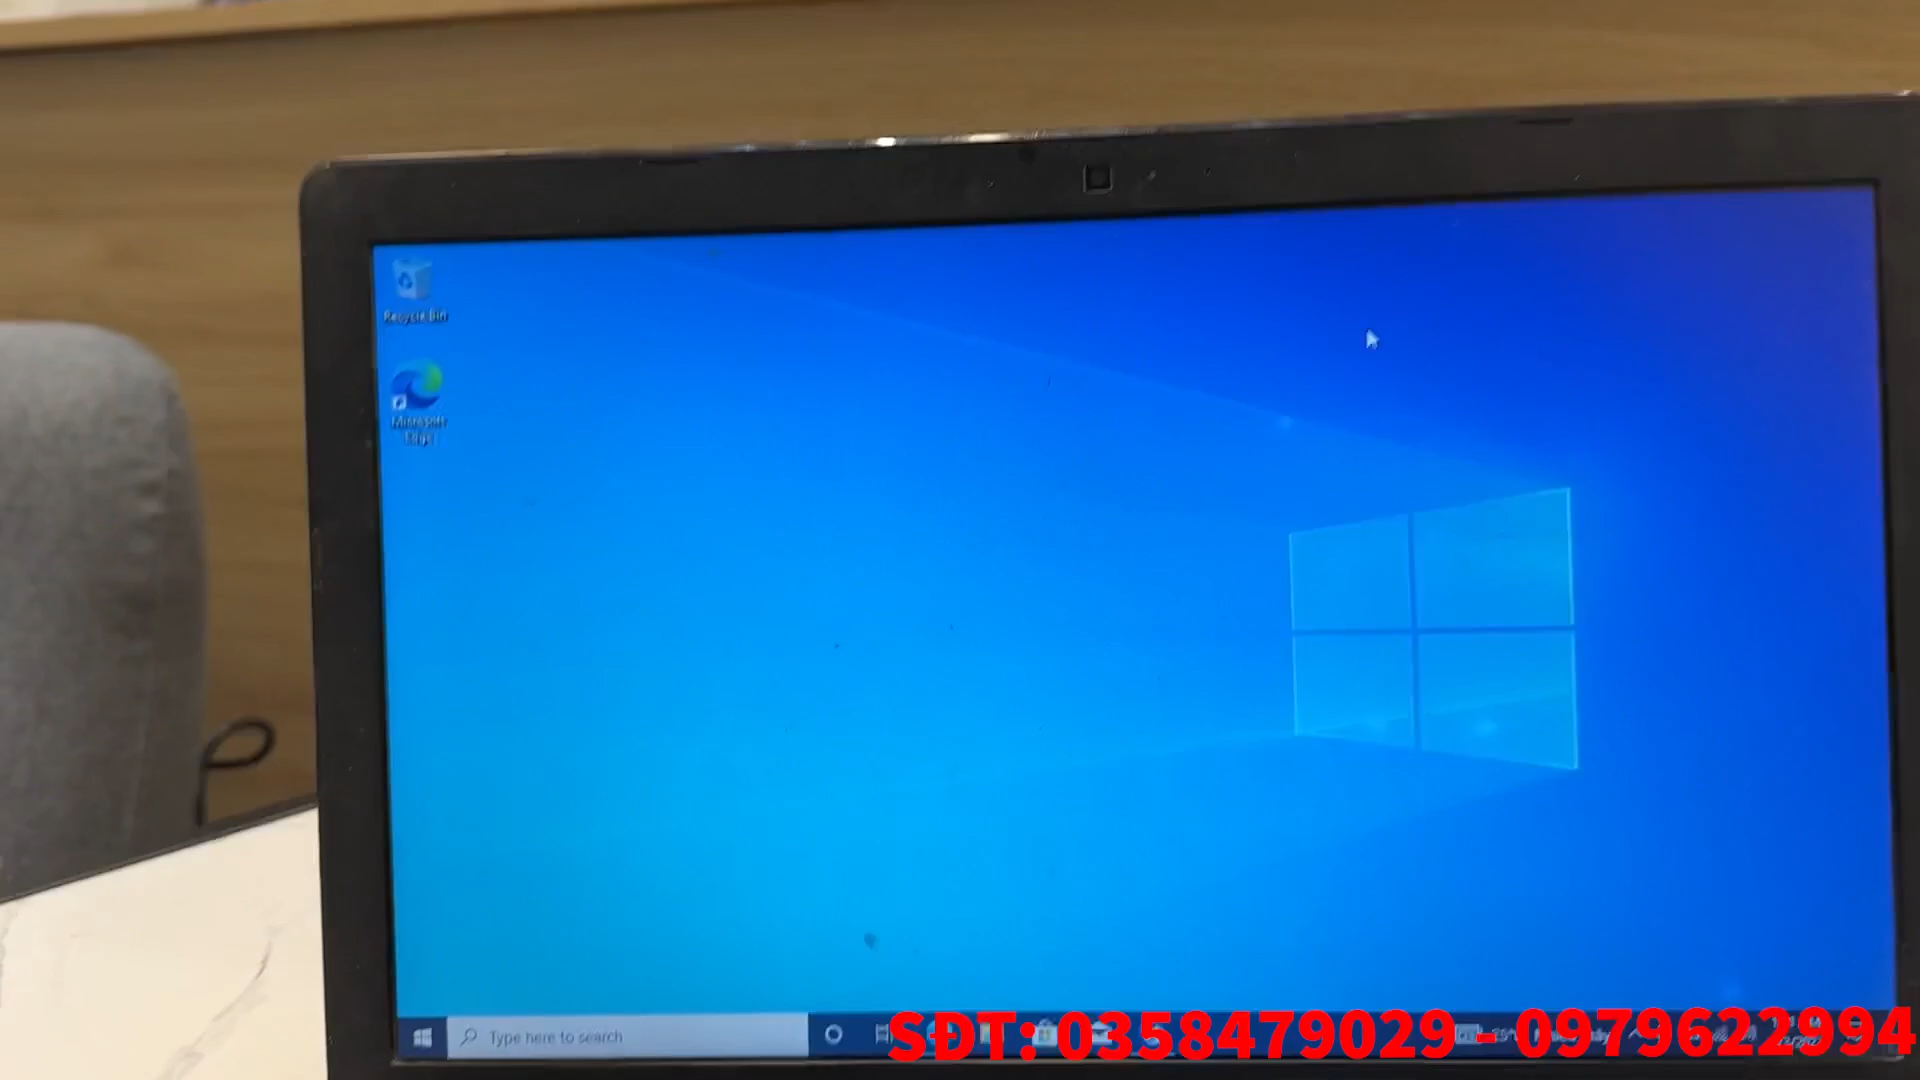 Recycle Bin
Microsoft
Edge
Type here to search
SĐT: 0358479029 - 0979622994